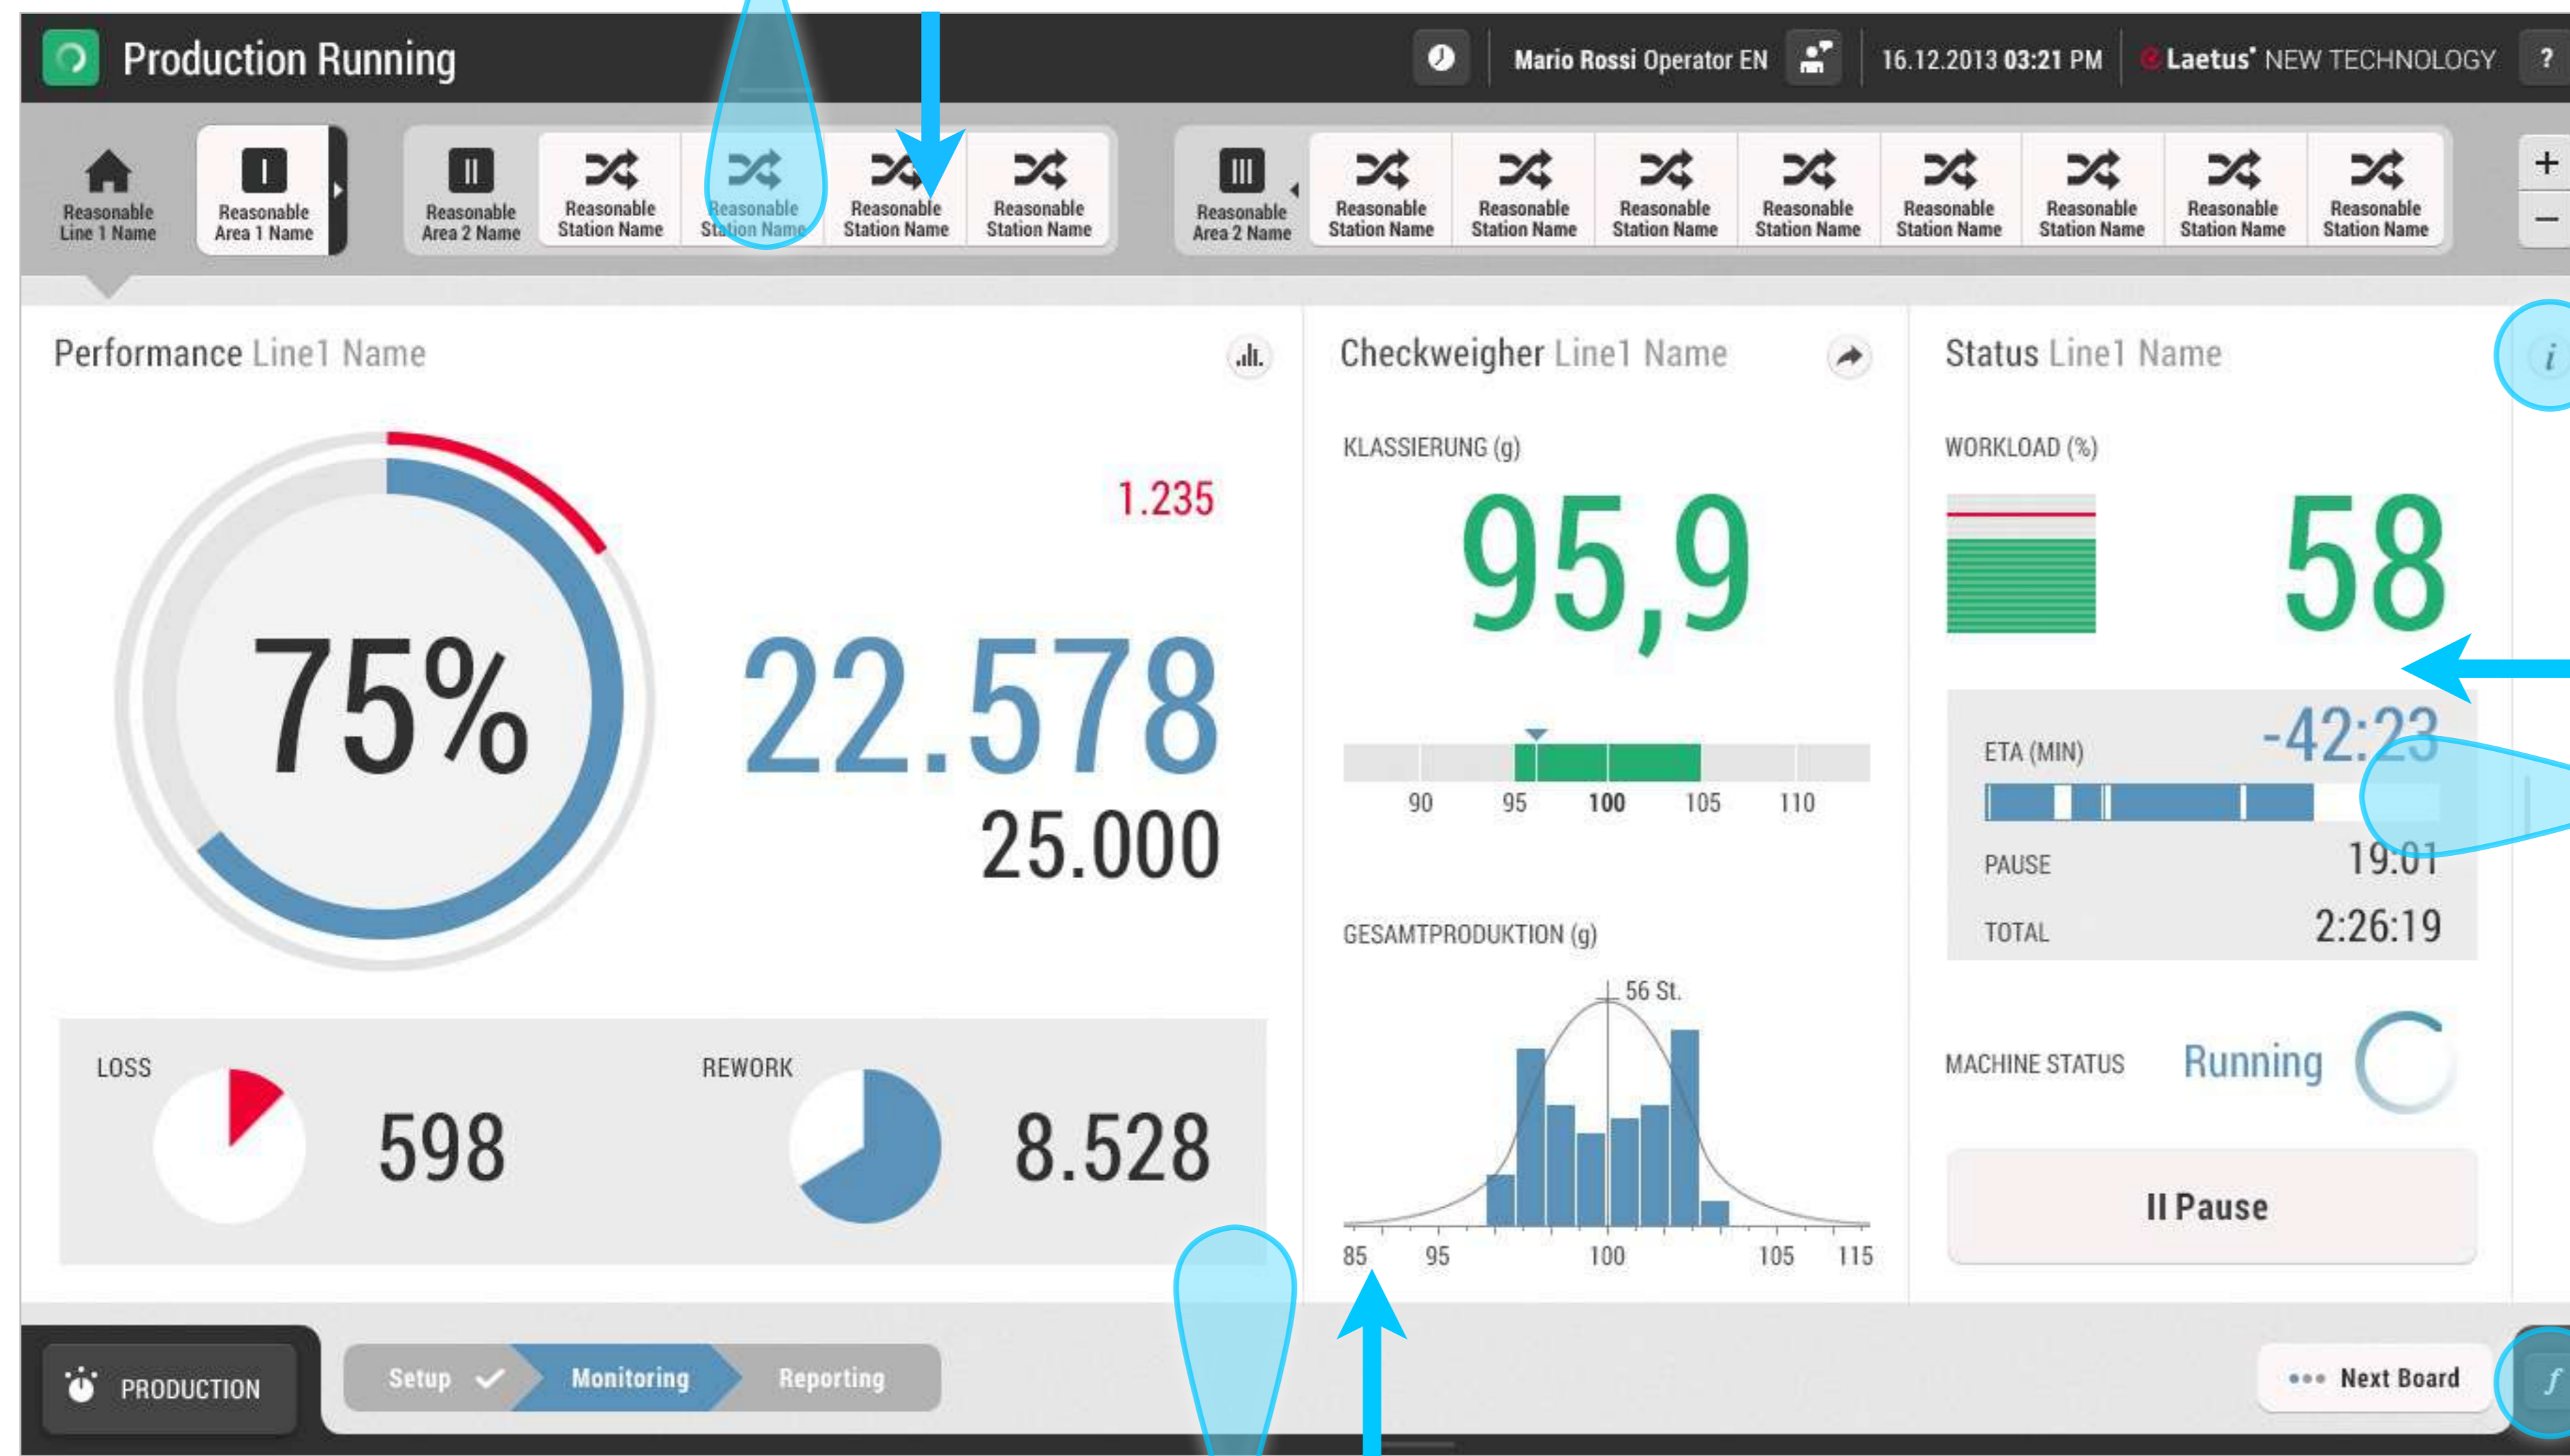 Production Running
Mario Rossi Operator EN
16.12.2013 03:21 PM
Laetus® NEW TECHNOLOGY
?
Reasonable
Line 1 Name
I
Reasonable
Area 1 Name
II
Reasonable
Area 2 Name
Reasonable
Station Name
Reasonable
Station Name
Reasonable
Station Name
Reasonable
Station Name
III
Reasonable
Area 2 Name
Reasonable
Station Name
Reasonable
Station Name
Reasonable
Station Name
Reasonable
Station Name
Reasonable
Station Name
Reasonable
Station Name
Reasonable
Station Name
Reasonable
Station Name
+
−
Performance Line1 Name
1.235
75%
22.578
25.000
LOSS
598
REWORK
8.528
Checkweigher Line1 Name
KLASSIERUNG (g)
95,9
90 95 100 105 110
GESAMTPRODUKTION (g)
56 St.
85 95 100 105 115
Status Line1 Name
i
WORKLOAD (%)
58
ETA (MIN) -42:23
PAUSE 19:01
TOTAL 2:26:19
MACHINE STATUS Running
II Pause
PRODUCTION
Setup
Monitoring
Reporting
Next Board
f